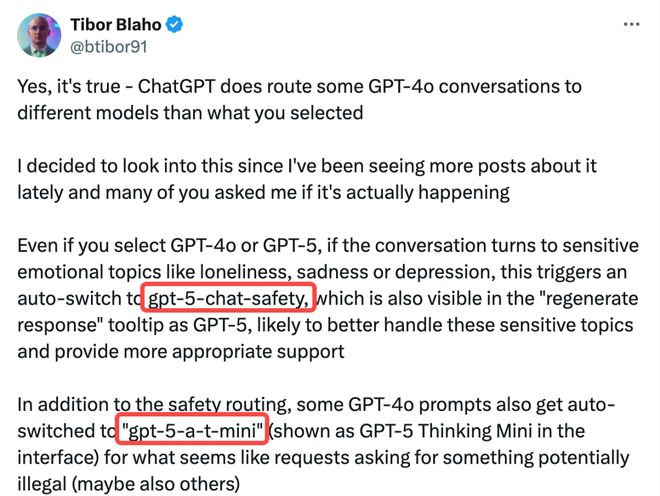 Tibor Blaho
@btibor91
Yes, it's true - ChatGPT does route some GPT-4o conversations to
different models than what you selected
I decided to look into this since I've been seeing more posts about it
lately and many of you asked me if it's actually happening
Even if you select GPT-4o or GPT-5, if the conversation turns to sensitive
emotional topics like loneliness, sadness or depression, this triggers an
auto-switch to gpt-5-chat-safety, which is also visible in the "regenerate
response" tooltip as GPT-5, likely to better handle these sensitive topics
and provide more appropriate support
In addition to the safety routing, some GPT-4o prompts also get auto-
switched to "gpt-5-a-t-mini" (shown as GPT-5 Thinking Mini in the
interface) for what seems like requests asking for something potentially
illegal (maybe also others)